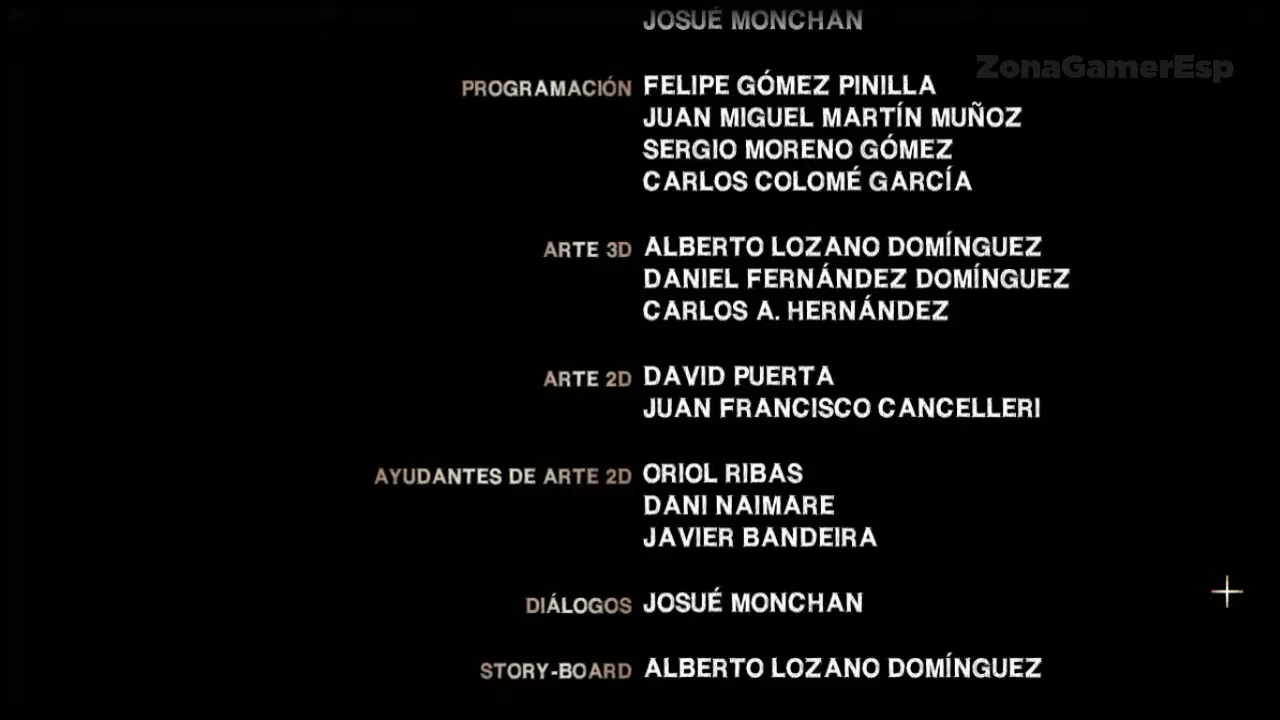 JOSUÉ MONCHAN
ZonaGamerEsp
PROGRAMACIÓN FELIPE GÓMEZ PINILLA
JUAN MIGUEL MARTÍN MUÑOZ
SERGIO MORENO GÓMEZ
CARLOS COLOMÉ GARCÍA
ARTE 3D ALBERTO LOZANO DOMÍNGUEZ
DANIEL FERNÁNDEZ DOMÍNGUEZ
CARLOS A. HERNÁNDEZ
ARTE 2D DAVID PUERTA
JUAN FRANCISCO CANCELLERI
AYUDANTES DE ARTE 2D ORIOL RIBAS
DANI NAIMARE
JAVIER BANDEIRA
DIÁLOGOS JOSUÉ MONCHAN
STORY-BOARD ALBERTO LOZANO DOMÍNGUEZ